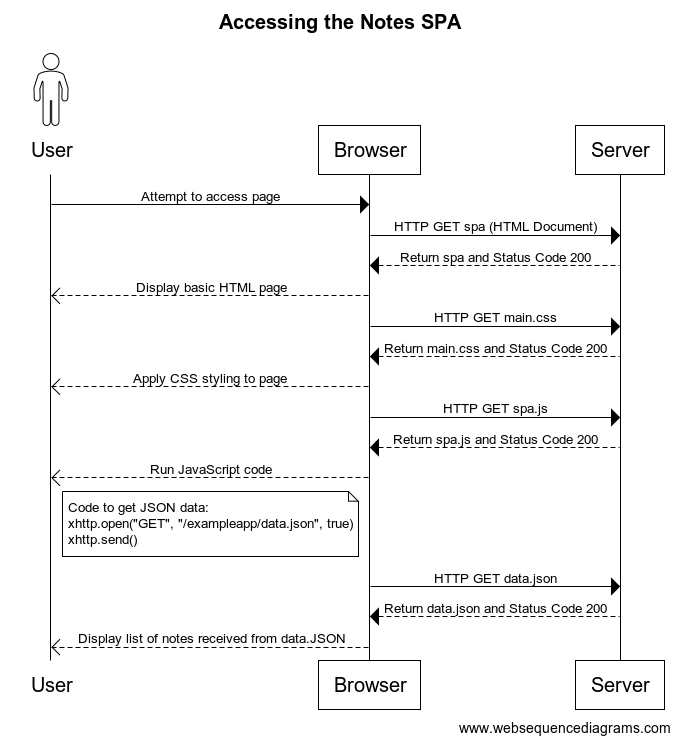 Accessing the Notes SPA
User
Browser
Server
Attempt to access page
HTTP GET spa (HTML Document)
Return spa and Status Code 200
Display basic HTML page
HTTP GET main.css
Return main.css and Status Code 200
Apply CSS styling to page
HTTP GET spa.js
Return spa.js and Status Code 200
Run JavaScript code
Code to get JSON data:
xhttp.open("GET", "/exampleapp/data.json", true)
xhttp.send()
HTTP GET data.json
Return data.json and Status Code 200
Display list of notes received from data.JSON
User
Browser
Server
www.websequencediagrams.com